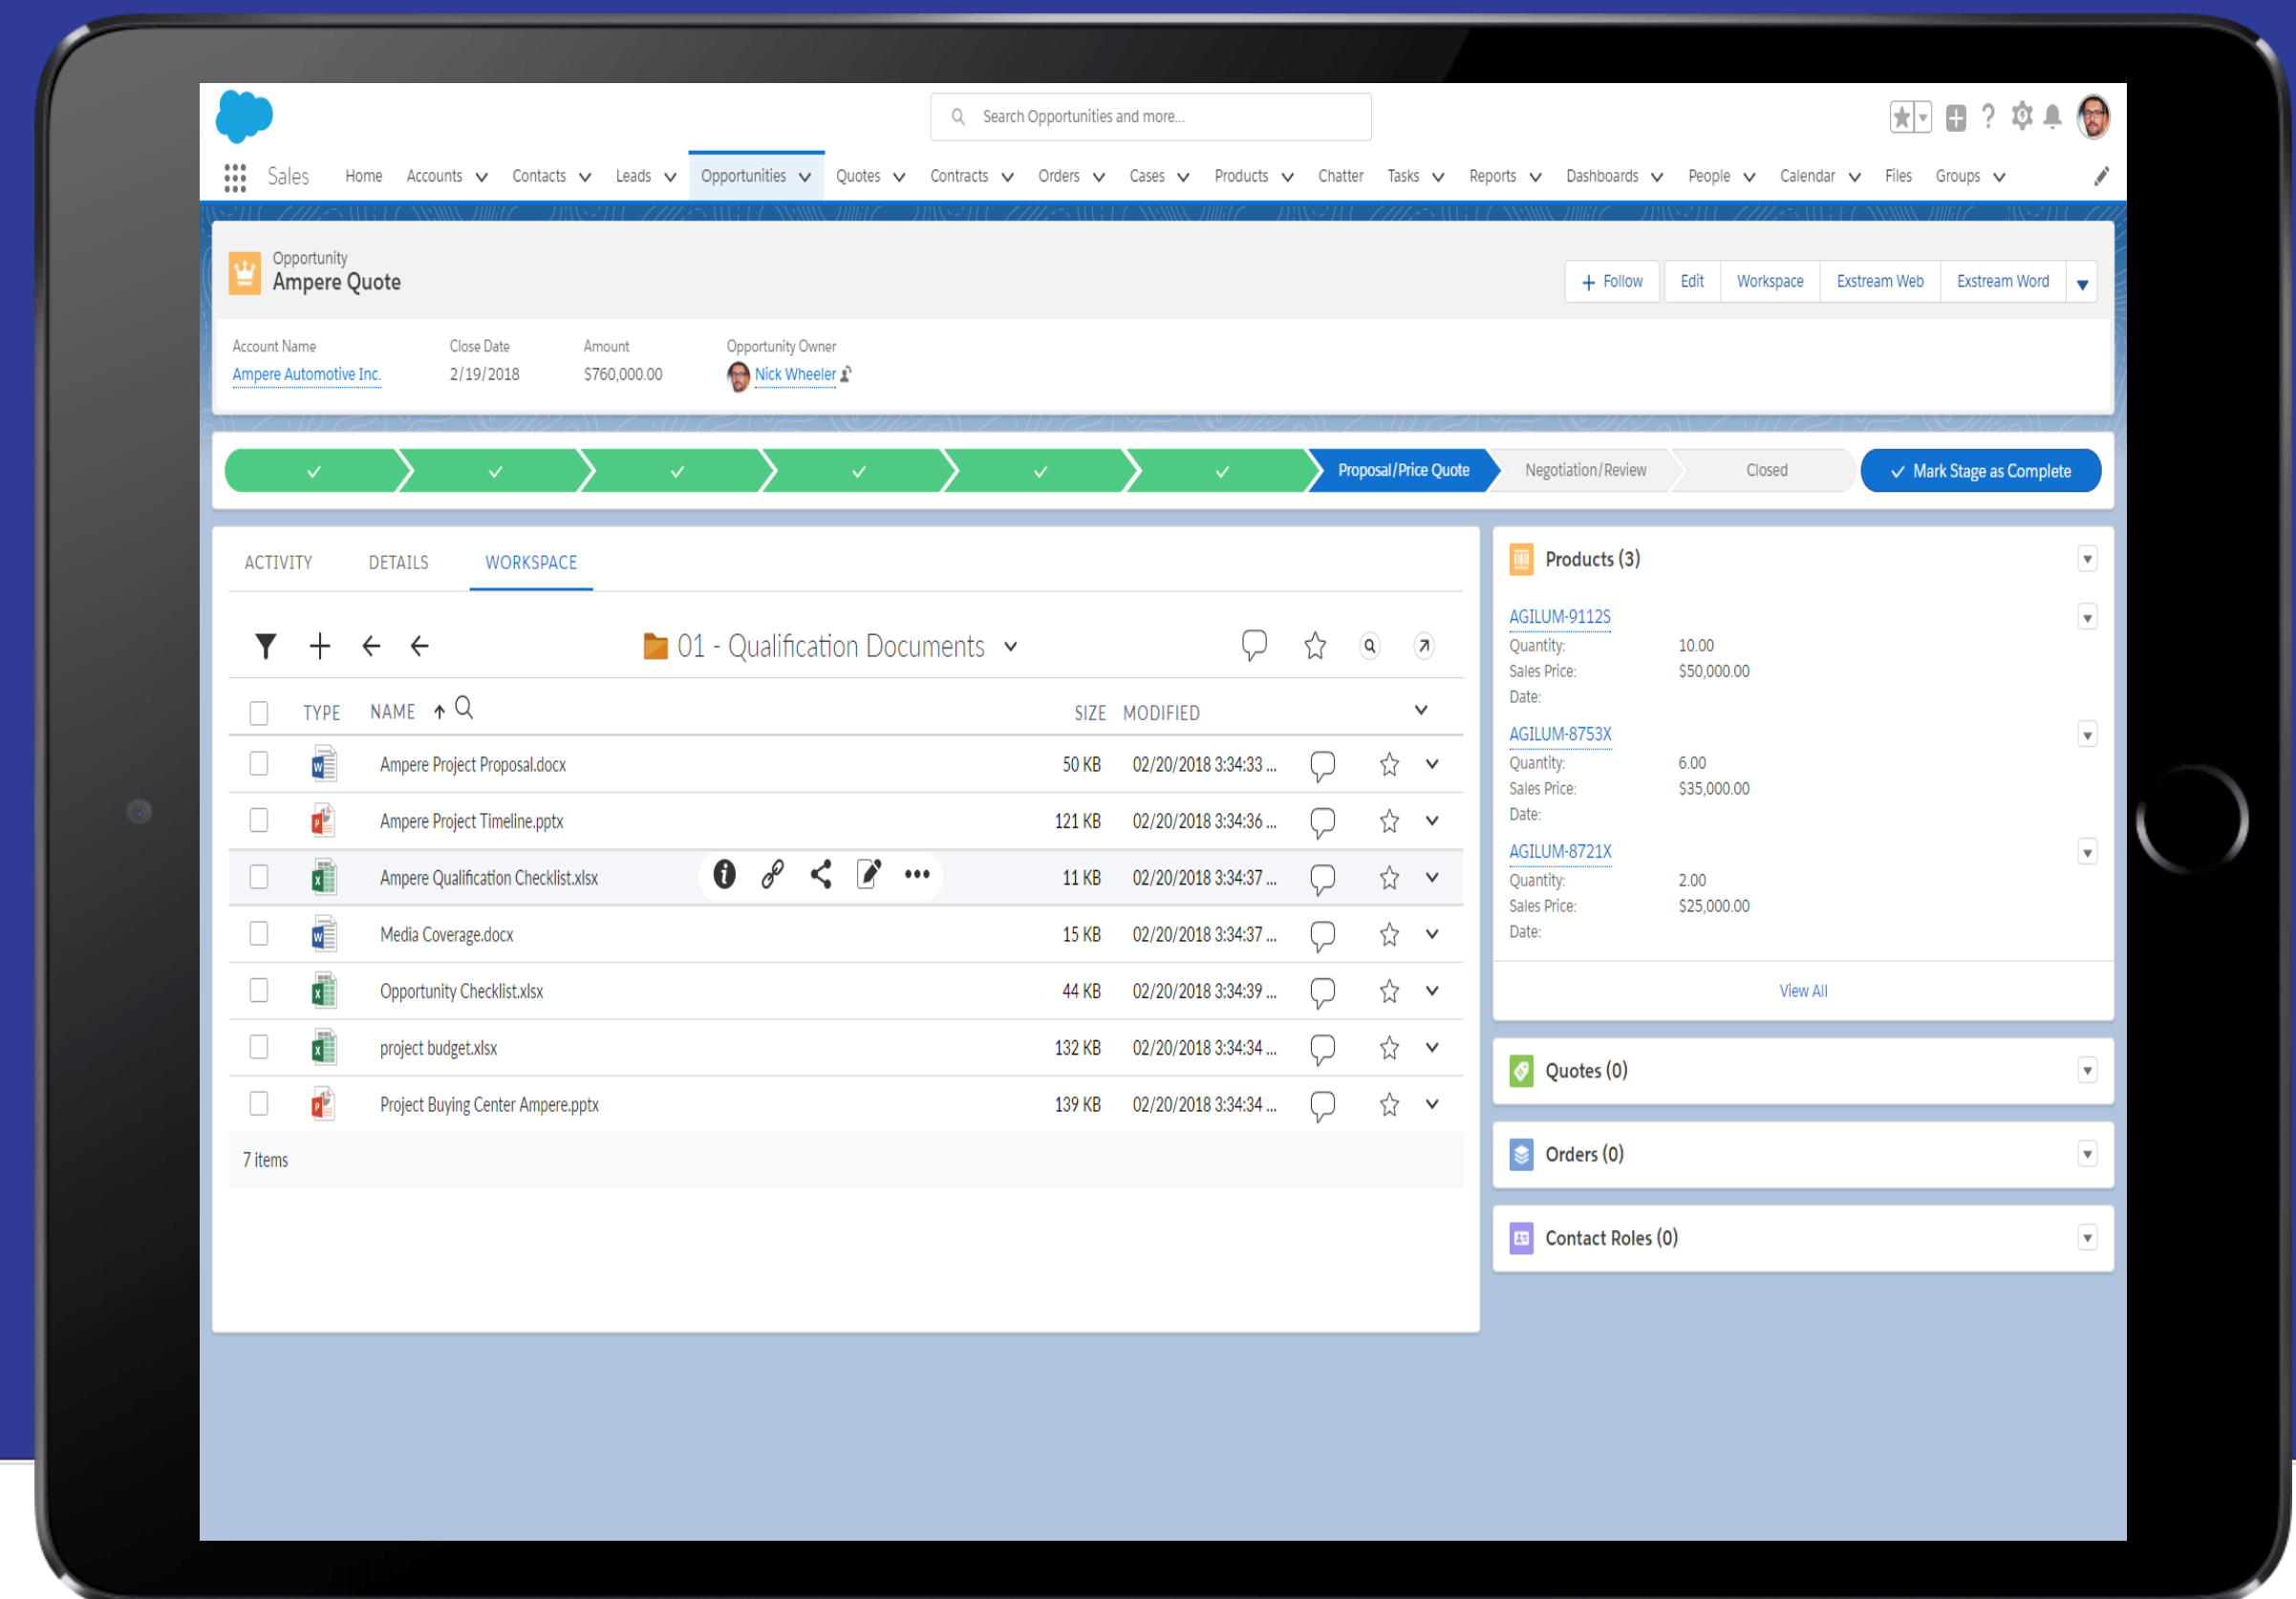 Search Opportunities and more...
Sales Home Accounts Contacts Leads Opportunities Quotes Contracts Orders Cases Products Chatter Tasks Reports Dashboards People Calendar Files Groups
Opportunity
Ampere Quote
+ Follow Edit Workspace Exstream Web Exstream Word
Account Name Close Date Amount Opportunity Owner
Ampere Automotive Inc. 2/19/2018 $760,000.00 Nick Wheeler
Proposal/Price Quote Negotiation/Review Closed Mark Stage as Complete
ACTIVITY DETAILS WORKSPACE
01 - Qualification Documents
TYPE NAME SIZE MODIFIED
Ampere Project Proposal.docx 50 KB 02/20/2018 3:34:33 ...
Ampere Project Timeline.pptx 121 KB 02/20/2018 3:34:36 ...
Ampere Qualification Checklist.xlsx 11 KB 02/20/2018 3:34:37 ...
Media Coverage.docx 15 KB 02/20/2018 3:34:37 ...
Opportunity Checklist.xlsx 44 KB 02/20/2018 3:34:39 ...
project budget.xlsx 132 KB 02/20/2018 3:34:34 ...
Project Buying Center Ampere.pptx 139 KB 02/20/2018 3:34:34 ...
7 items
Products (3)
AGILUM-9112S
Quantity: 10.00
Sales Price: $50,000.00
Date:
AGILUM-8753X
Quantity: 6.00
Sales Price: $35,000.00
Date:
AGILUM-8721X
Quantity: 2.00
Sales Price: $25,000.00
Date:
View All
Quotes (0)
Orders (0)
Contact Roles (0)